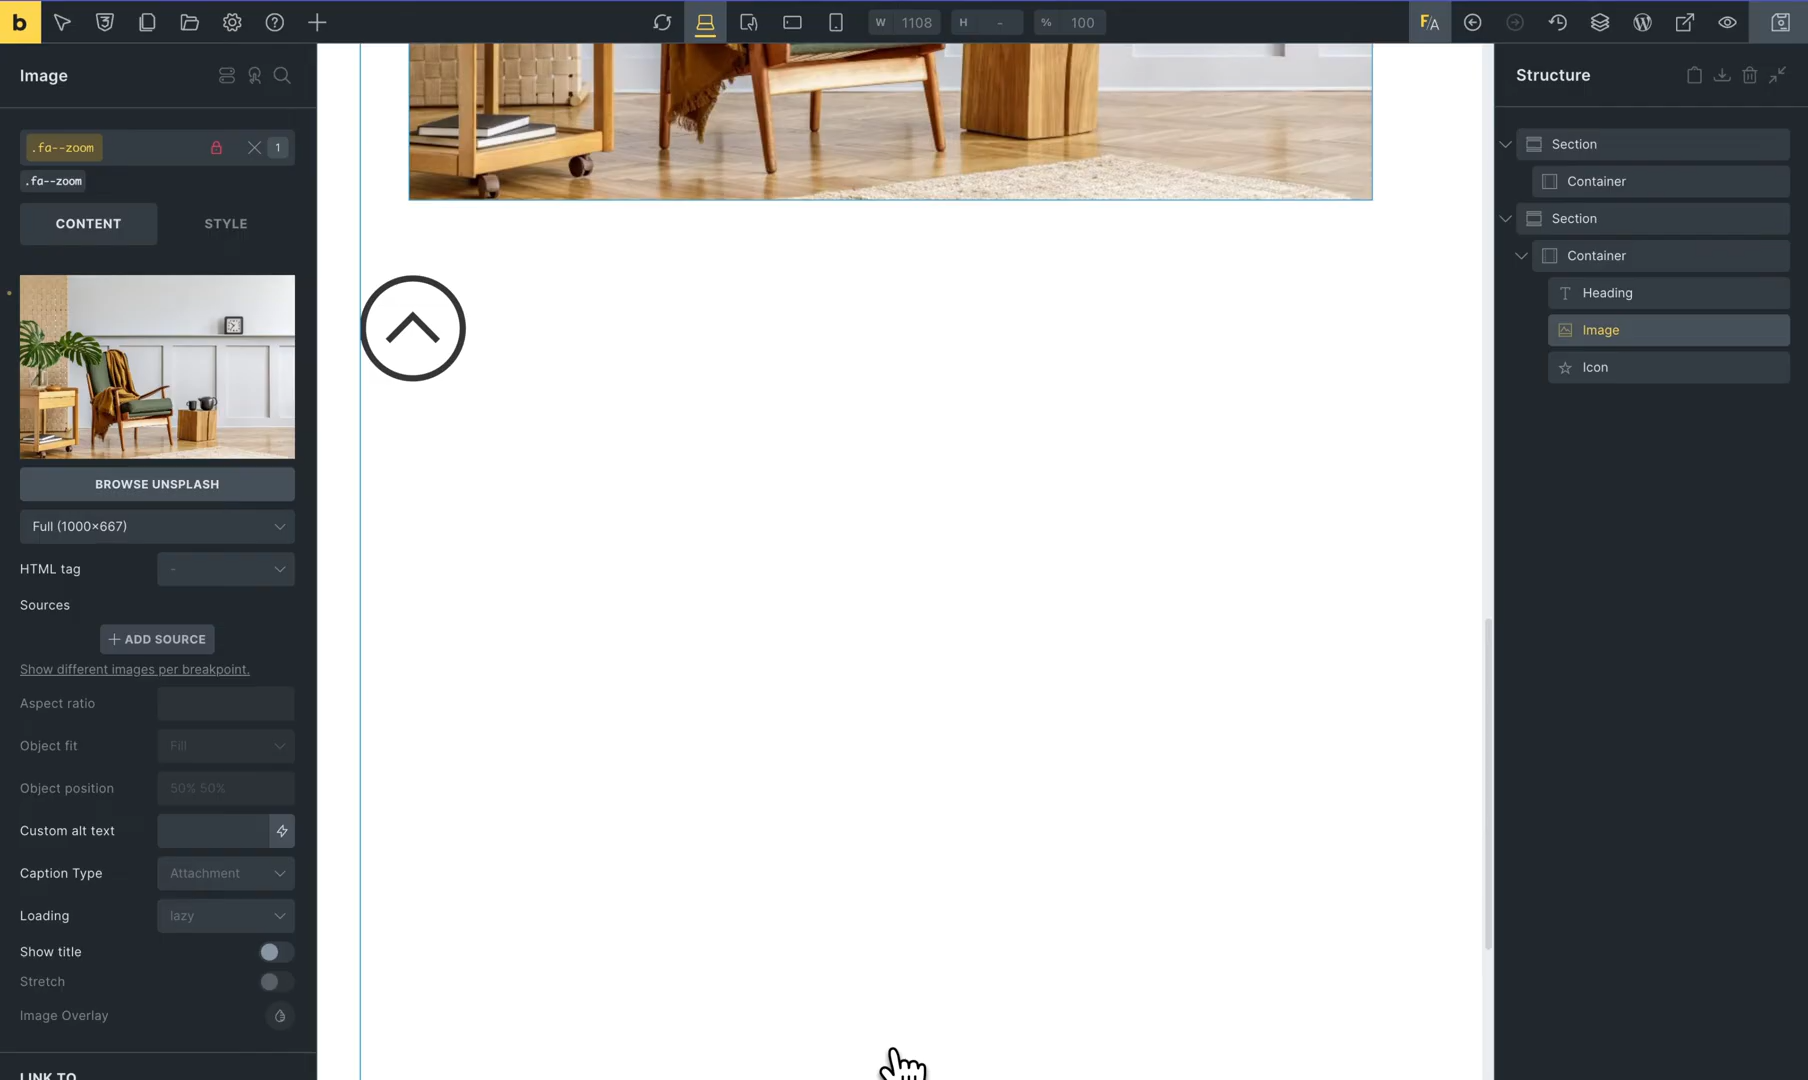 b
W 1108
H -
% 100
F/A
Image
Structure
.fa--zoom
1
.fa--zoom
CONTENT
STYLE
BROWSE UNSPLASH
Full (1000×667)
HTML tag
-
Sources
ADD SOURCE
Show different images per breakpoint.
Aspect ratio
Object fit
Fill
Object position
50% 50%
Custom alt text
Caption Type
Attachment
Loading
lazy
Show title
Stretch
Image Overlay
LINK TO
Section
Container
Section
Container
Heading
Image
Icon